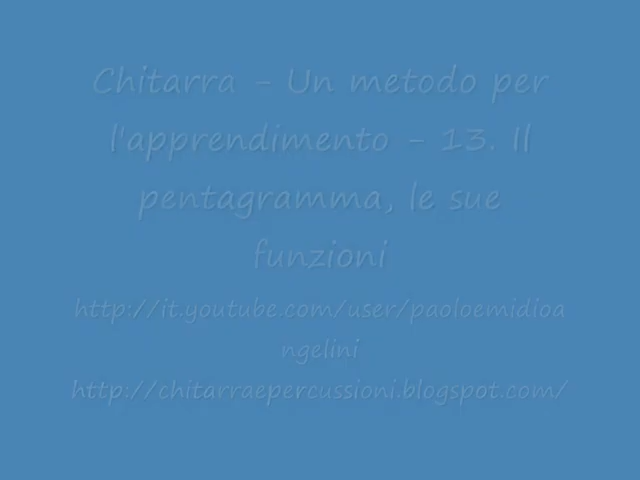 Chitarra - Un metodo per
l'apprendimento - 13. Il
pentagramma, le sue
funzioni
http://it.youtube.com/user/paoloemidioa
ngelini
http://chitarraepercussioni.blogspot.com/